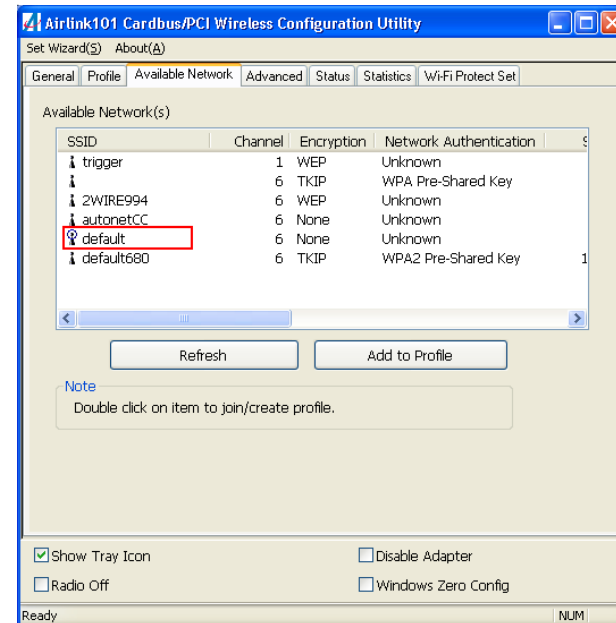 Airlink101 Cardbus/PCI Wireless Configuration Utility
Set Wizard(S) About(A)
General Profile Available Network Advanced Status Statistics Wi-Fi Protect Set
Available Network(s)
SSID Channel Encryption Network Authentication S
trigger 1 WEP Unknown
6 TKIP WPA Pre-Shared Key
2WIRE994 6 WEP Unknown
autonetCC 6 None Unknown
default 6 None Unknown
default680 6 TKIP WPA2 Pre-Shared Key 1
Refresh Add to Profile
Note
Double click on item to join/create profile.
Show Tray Icon Disable Adapter
Radio Off Windows Zero Config
Ready NUM